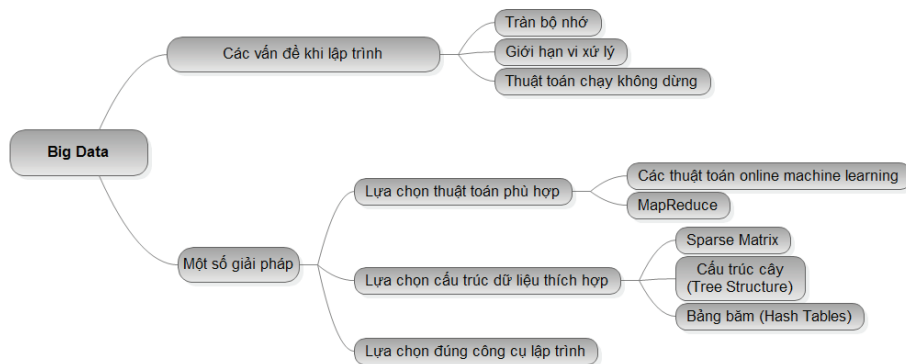 Big Data
Các vấn đề khi lập trình
Tràn bộ nhớ
Giới hạn vi xử lý
Thuật toán chạy không dừng
Một số giải pháp
Lựa chọn thuật toán phù hợp
Các thuật toán online machine learning
MapReduce
Lựa chọn cấu trúc dữ liệu thích hợp
Sparse Matrix
Cấu trúc cây
(Tree Structure)
Bảng băm (Hash Tables)
Lựa chọn đúng công cụ lập trình